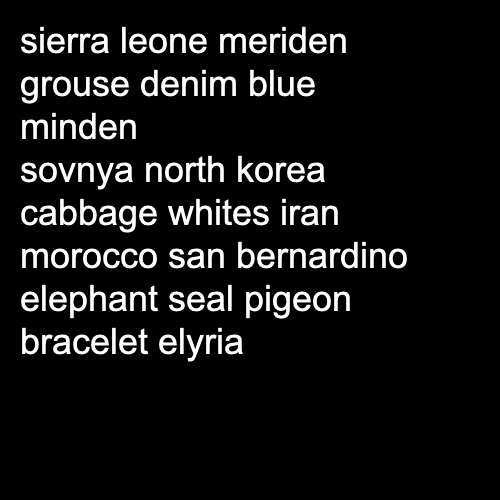 sierra leone meriden
grouse denim blue
minden
sovnya north korea
cabbage whites iran
morocco san bernardino
elephant seal pigeon
bracelet elyria